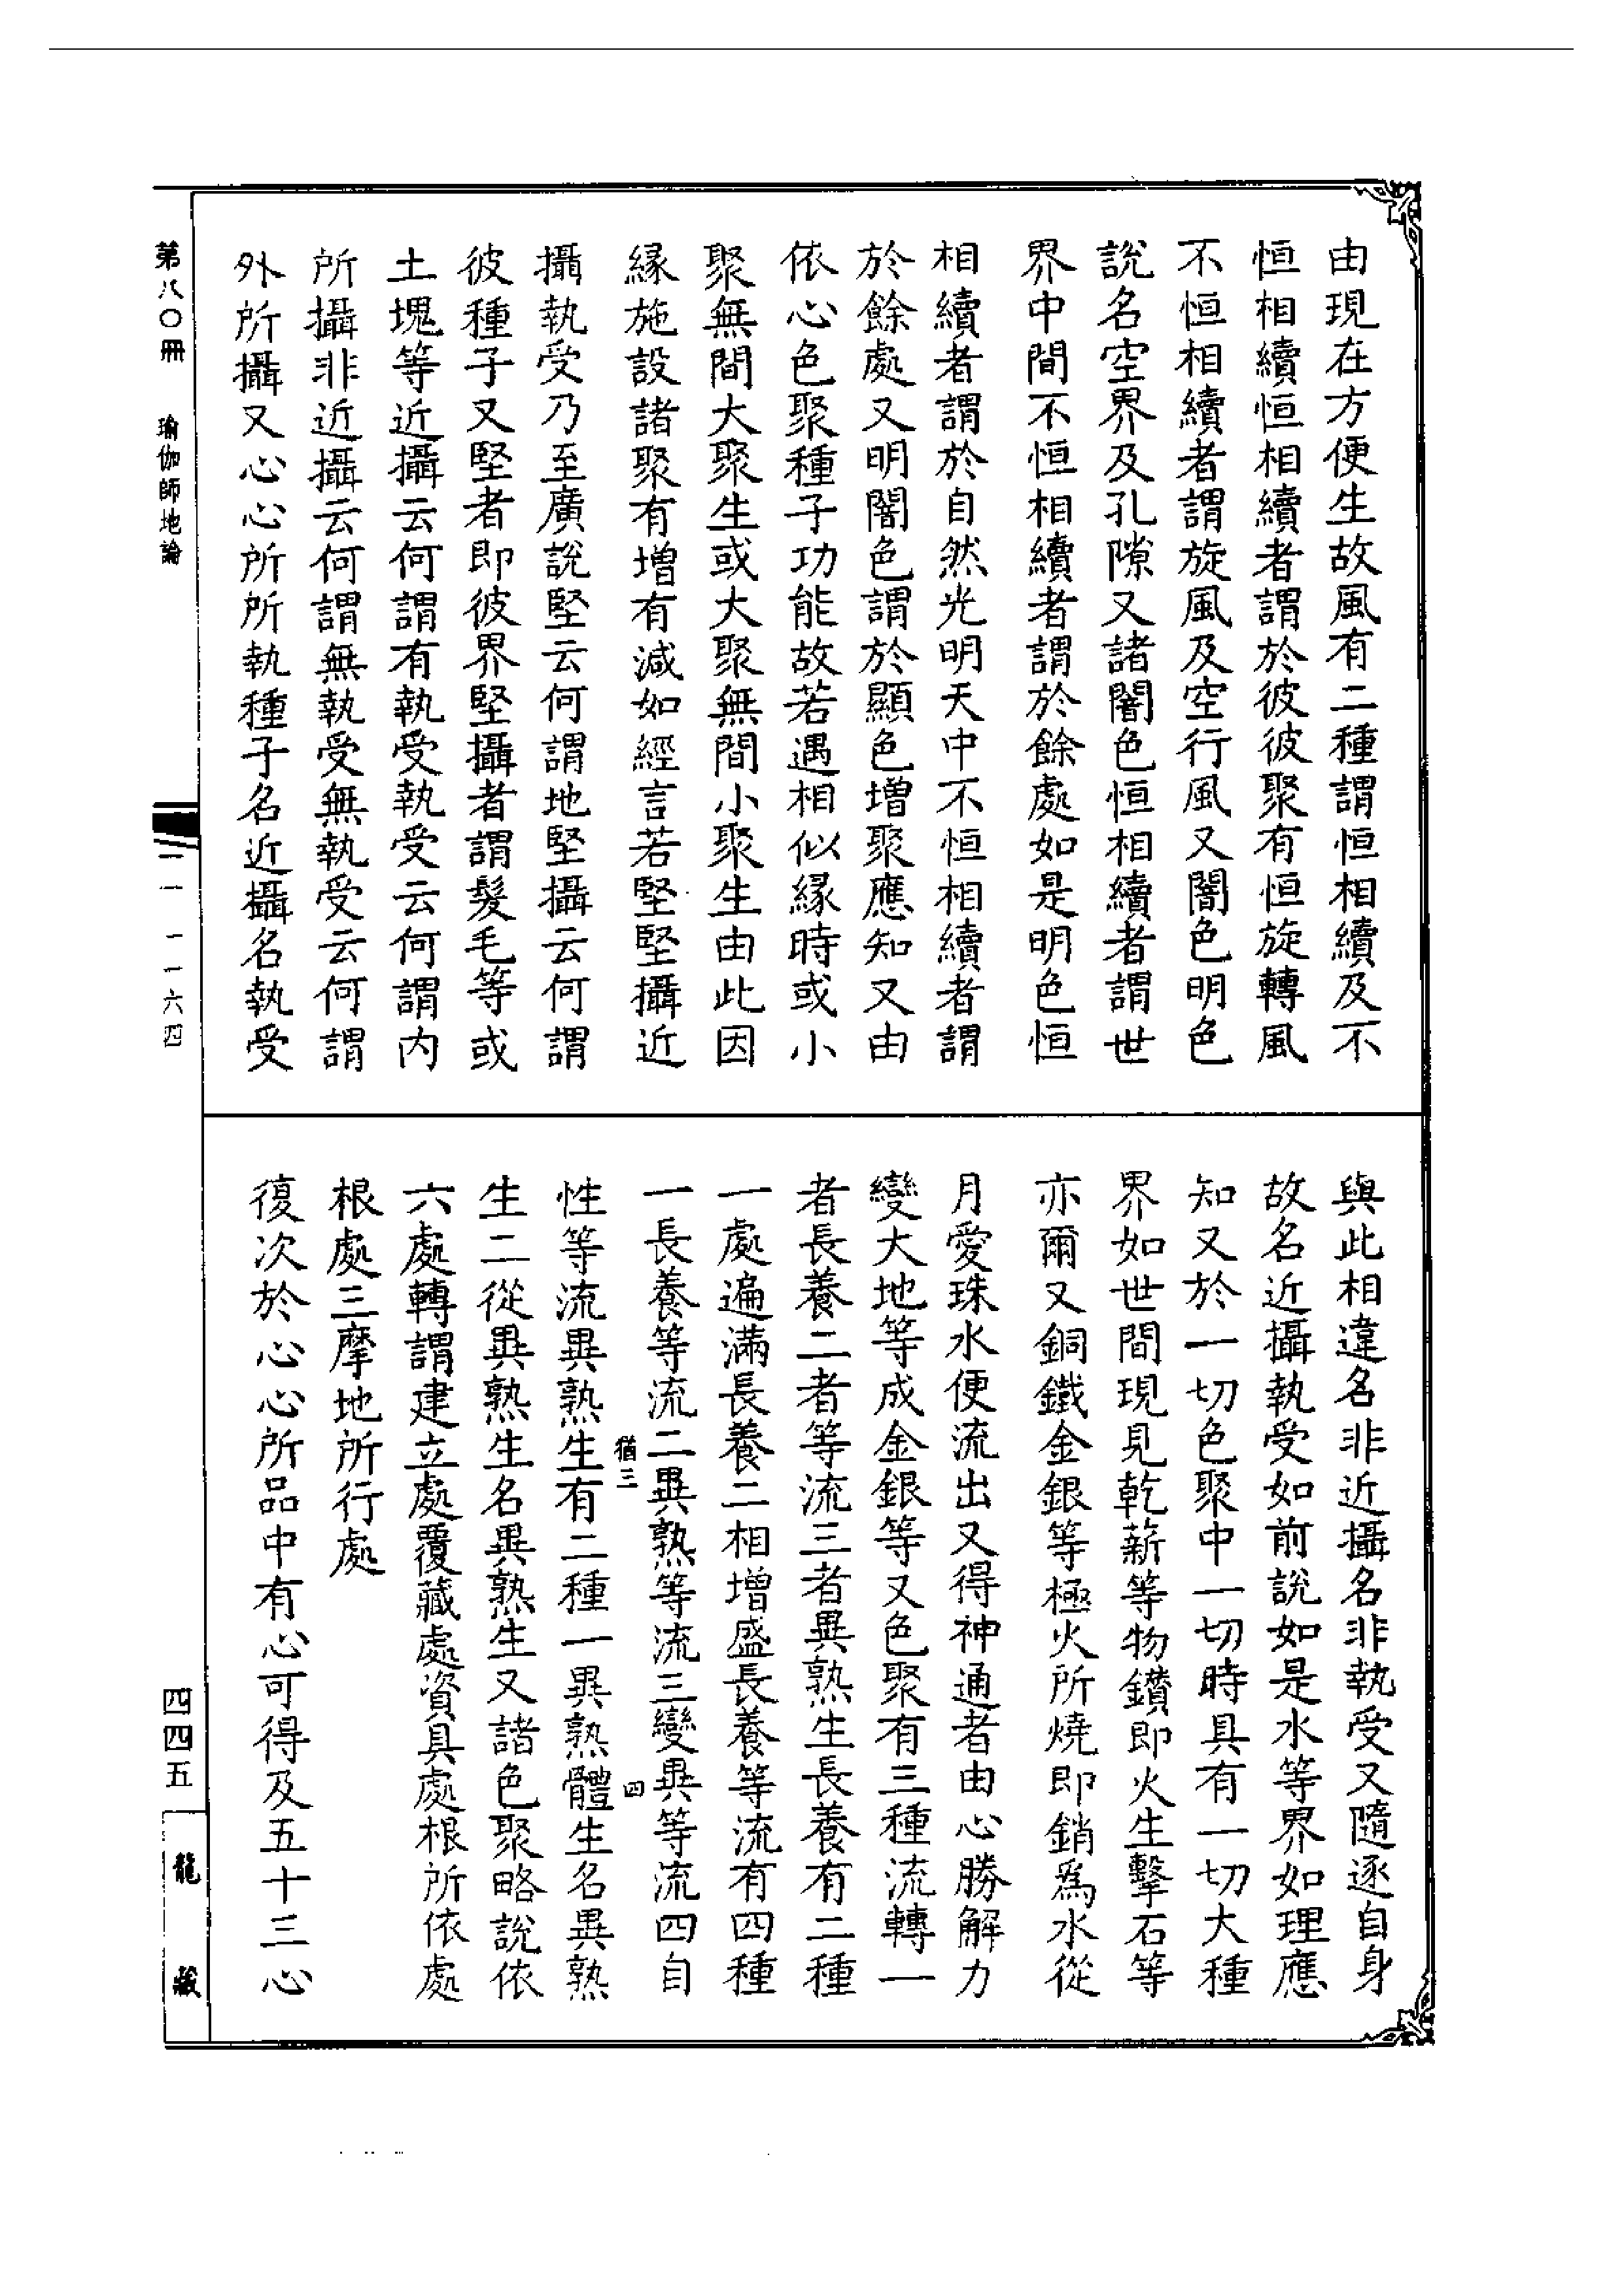 由現在方便生故風有二種謂恒相續及不
恒相續恒相續者謂於彼彼聚有恒旋轉風
不恒相續者謂旋風及空行風又闇色明色
說名空界及孔隙又諸闇色恒相續者謂世
界中間不恒相續者謂於餘處如是明色恒
相續者謂於自然光明天中不恒相續者謂
於餘處又明闇色謂於顯色增聚應知又由
依心色聚種子功能故若遇相似緣時或小
聚無間大聚生或大聚無間小聚生由此因
緣施設諸聚有增有減如經言若堅堅攝近
攝執受乃至廣說堅云何謂地堅攝云何謂
彼種子又堅者即彼界堅攝者謂髮毛等或
土塊等近攝云何謂有執受執受云何謂內
所攝非近攝云何謂無執受無執受云何謂
外所攝又心心所所執種子名近攝名執受
與此相違名非近攝名非執受又隨逐自身
故名近攝執受如前說如是水等界如理應
知又於一切色聚中一切時具有一切大種
界如世間現見乾薪等物鑽即火生擊石等
亦爾又銅鐵金銀等極火所燒即銷爲水從
月愛珠水便流出又得神通者由心勝解力
變大地等成金銀等又色聚有三種流轉一
者長養二者等流三者異熟生長養有二種
一處遍滿長養二相增盛長養等流有四種
一長養等流二異熟等流三變異等流四自
性等流異熟生有二種一異熟體生名異熟
生二從異熟生名異熟生又諸色聚略說依
六處轉謂建立處覆藏處資具處根所依處
根處三摩地所行處
復次於心心所品中有心可得及五十三心
猶三
四
第八〇冊 瑜伽師地論
一一一六四
四四五
龍藏